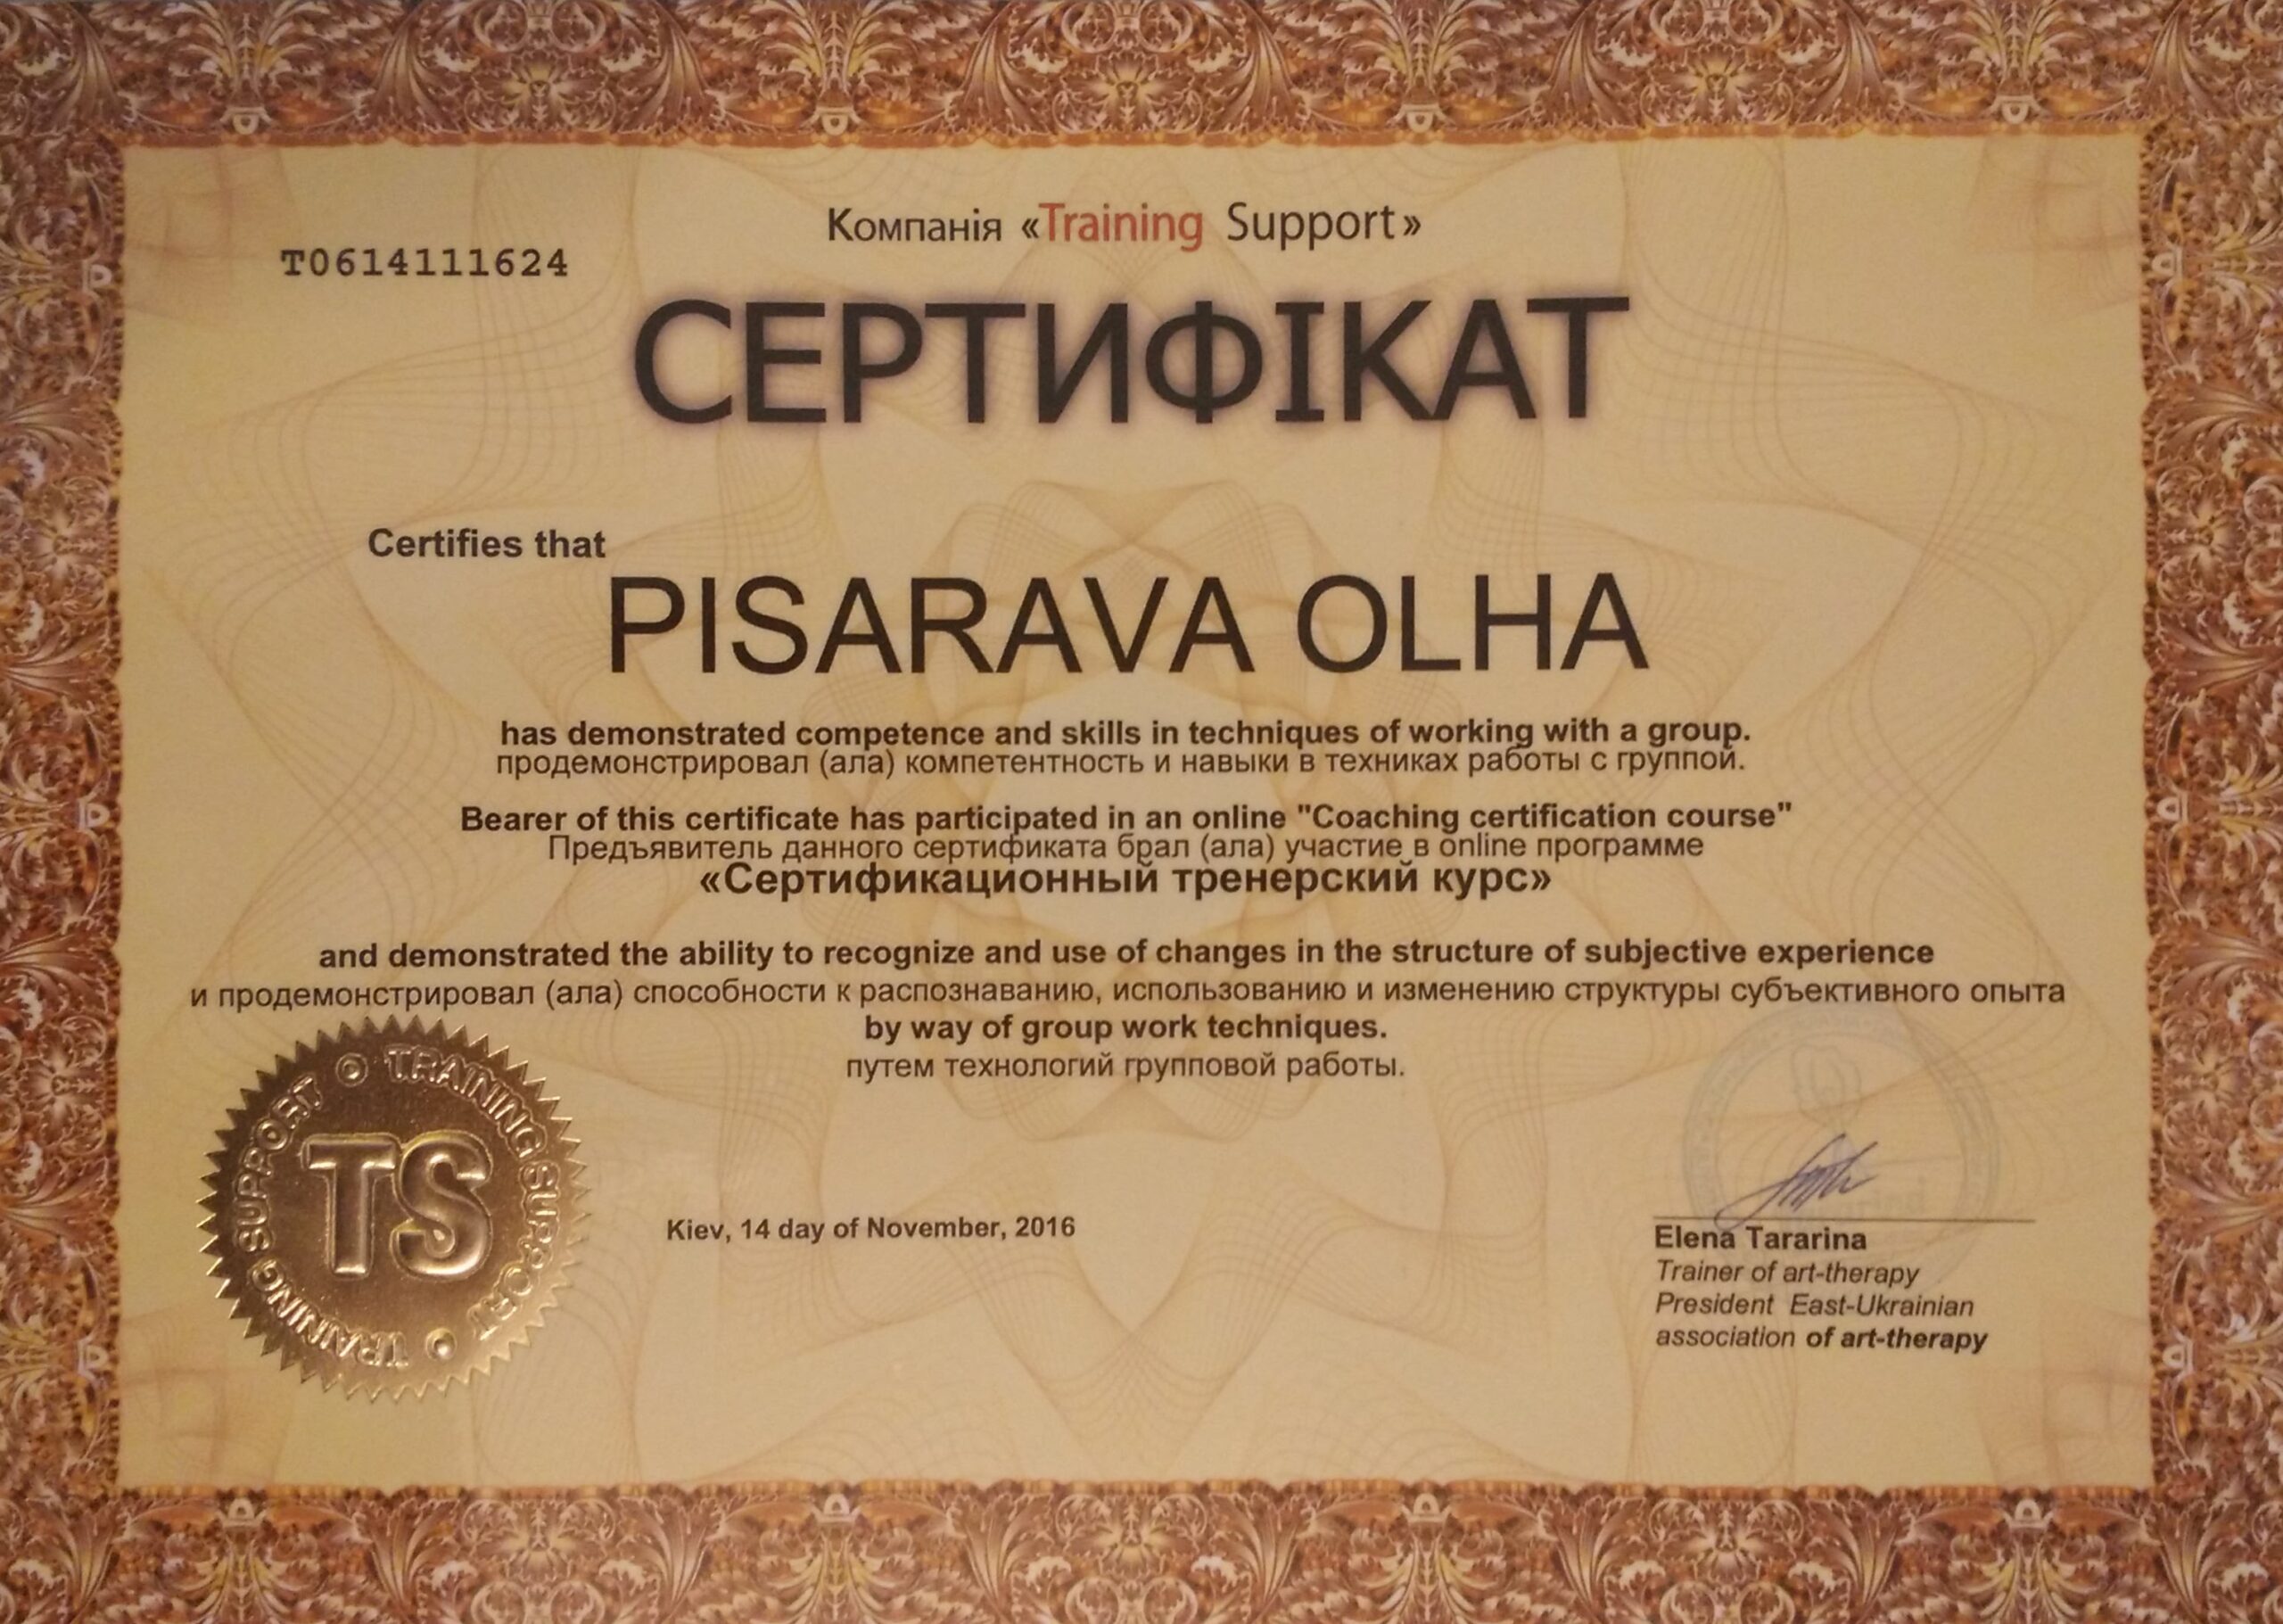 Компанія «Training Support»
T0614111624
СЕРТИФІКАТ
Certifies that
PISARAVA OLHA
has demonstrated competence and skills in techniques of working with a group.
продемонстрировал (ала) компетентность и навыки в техниках работы с группой.
Bearer of this certificate has participated in an online "Coaching certification course"
Предъявитель данного сертификата брал (ала) участие в online программе
«Сертификационный тренерский курс»
and demonstrated the ability to recognize and use of changes in the structure of subjective experience
и продемонстрировал (ала) способности к распознаванию, использованию и изменению структуры субъективного опыта
by way of group work techniques.
путем технологий групповой работы.
TRAINING SUPPORT
TRAINING SUPPORT
TS
Kiev, 14 day of November, 2016
Elena Tararina
Trainer of art-therapy
President East-Ukrainian
association of art-therapy